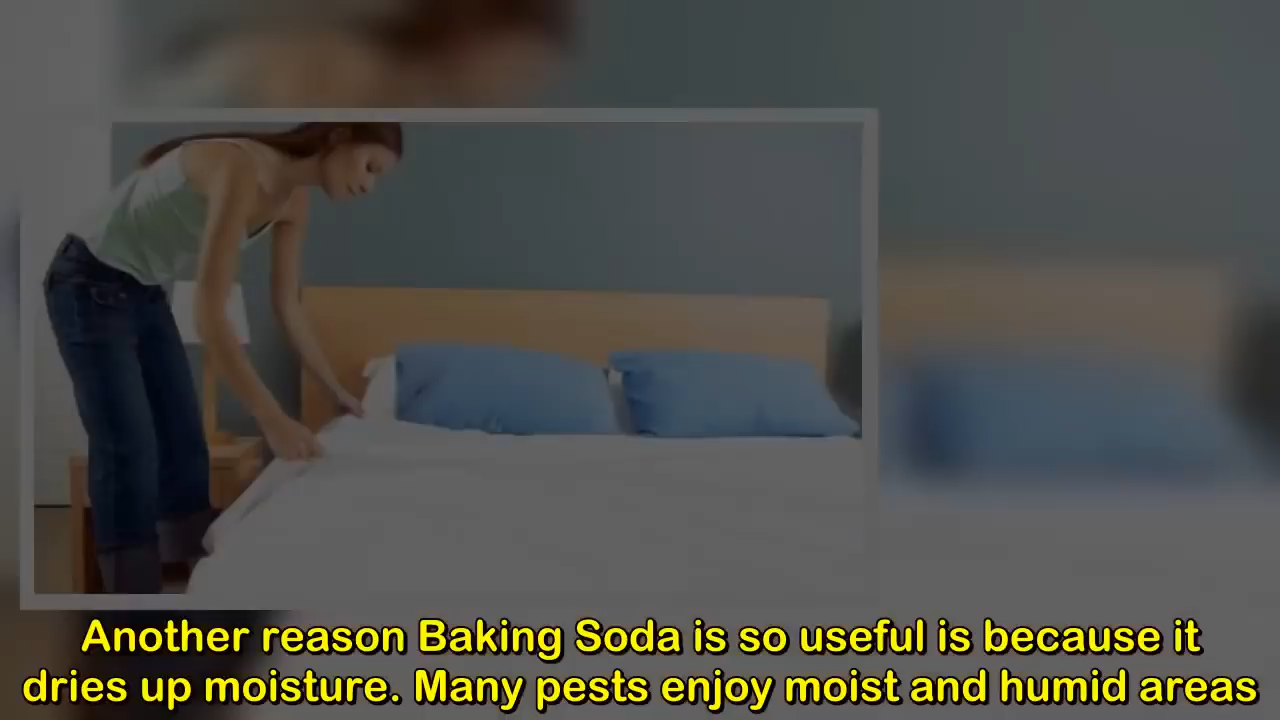 Another reason Baking Soda is so useful is because it
dries up moisture. Many pests enjoy moist and humid areas